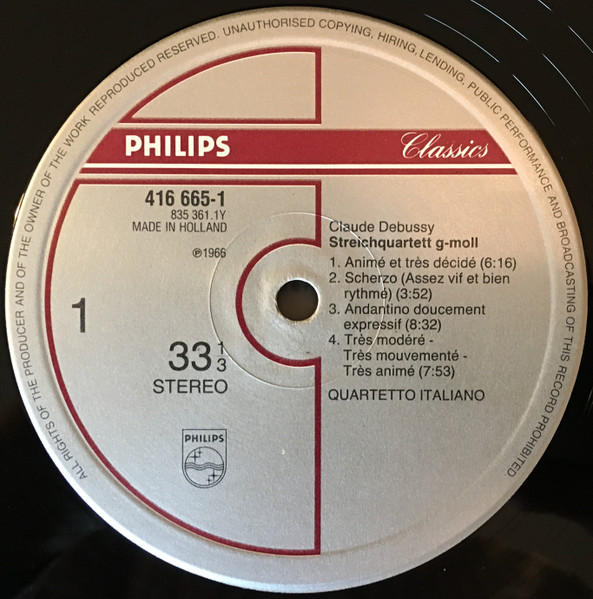 ALL RIGHTS OF THE PRODUCER AND OF THE OWNER OF THE WORK REPRODUCED RESERVED. UNAUTHORISED COPYING, HIRING, LENDING, PUBLIC PERFORMANCE AND BROADCASTING OF THIS RECORD PROHIBITED
PHILIPS
Classics
416 665-1
835 361.1Y
MADE IN HOLLAND
℗1966
1
33 1/3
STEREO
PHILIPS
Claude Debussy
Streichquartett g-moll
1. Animé et très décidé (6:16)
2. Scherzo (Assez vif et bien
rythmé) (3:52)
3. Andantino doucement
expressif (8:32)
4. Très modéré -
Très mouvementé -
Très animé (7:53)
QUARTETTO ITALIANO